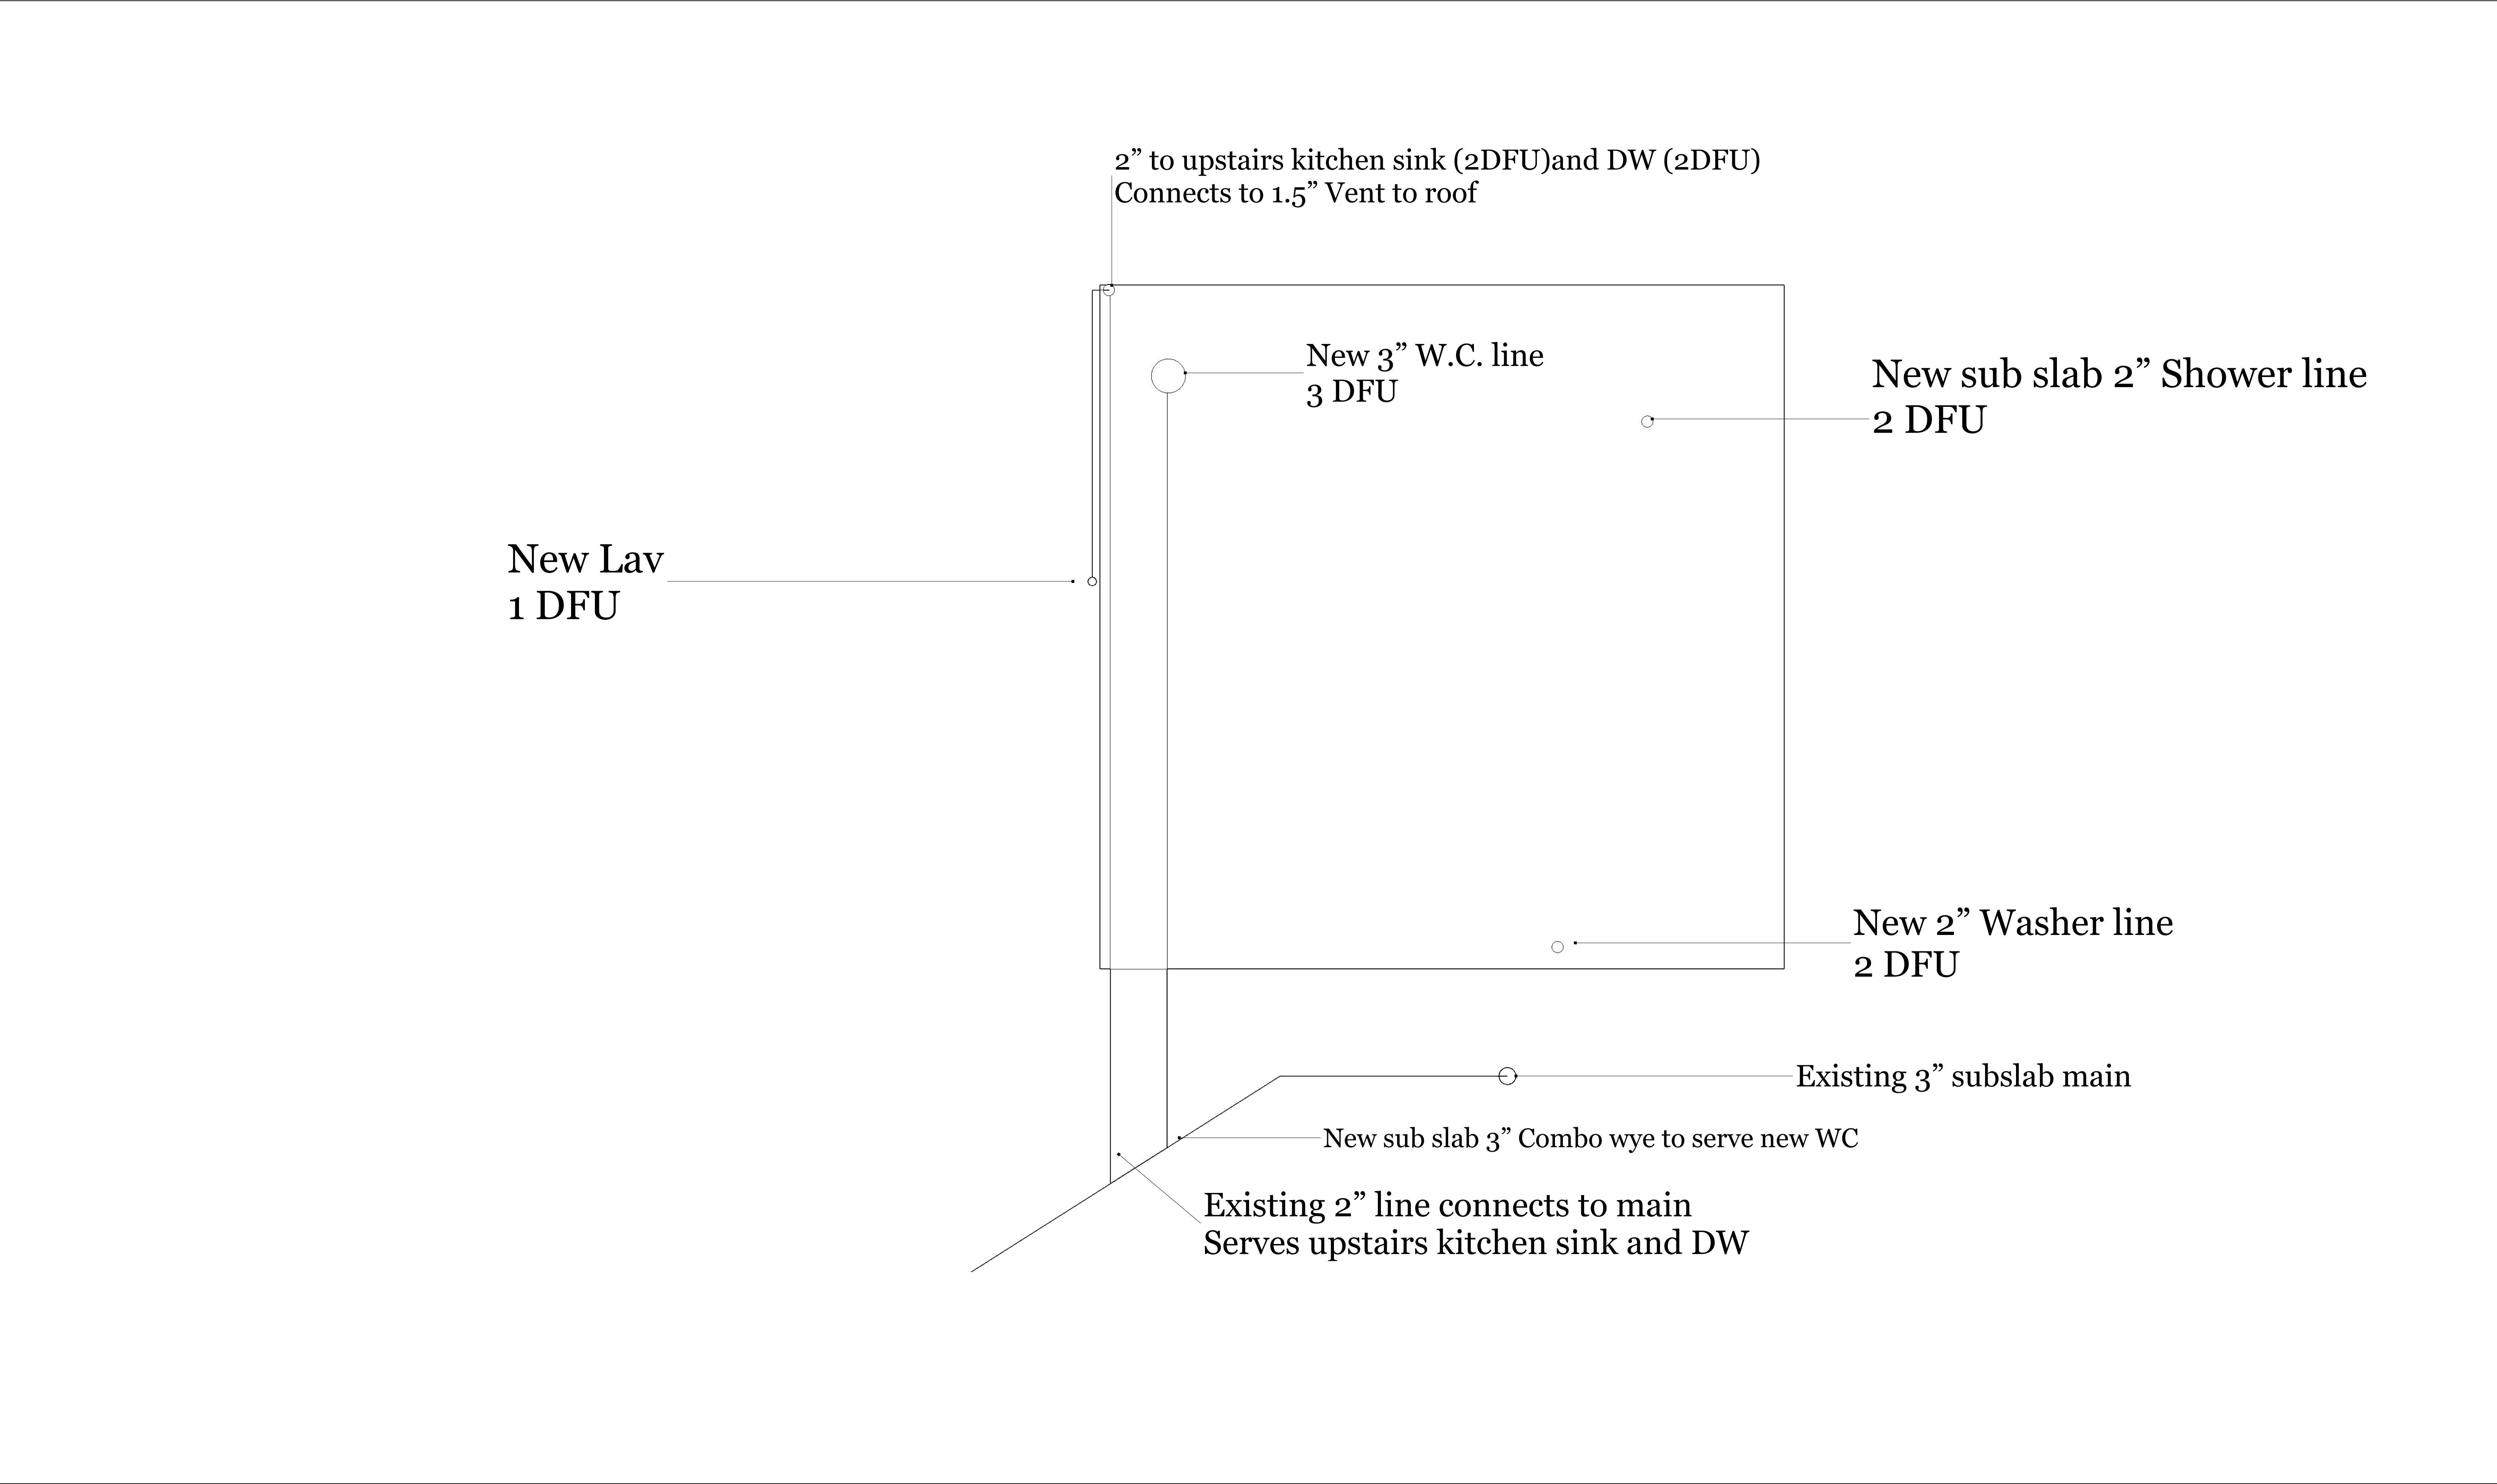 2” to upstairs kitchen sink (2DFU)and DW (2DFU)
Connects to 1.5” Vent to roof
New 3” W.C. line
3 DFU
New sub slab 2” Shower line
2 DFU
New Lav
1 DFU
New 2” Washer line
2 DFU
Existing 3” subslab main
New sub slab 3” Combo wye to serve new WC
Existing 2” line connects to main
Serves upstairs kitchen sink and DW